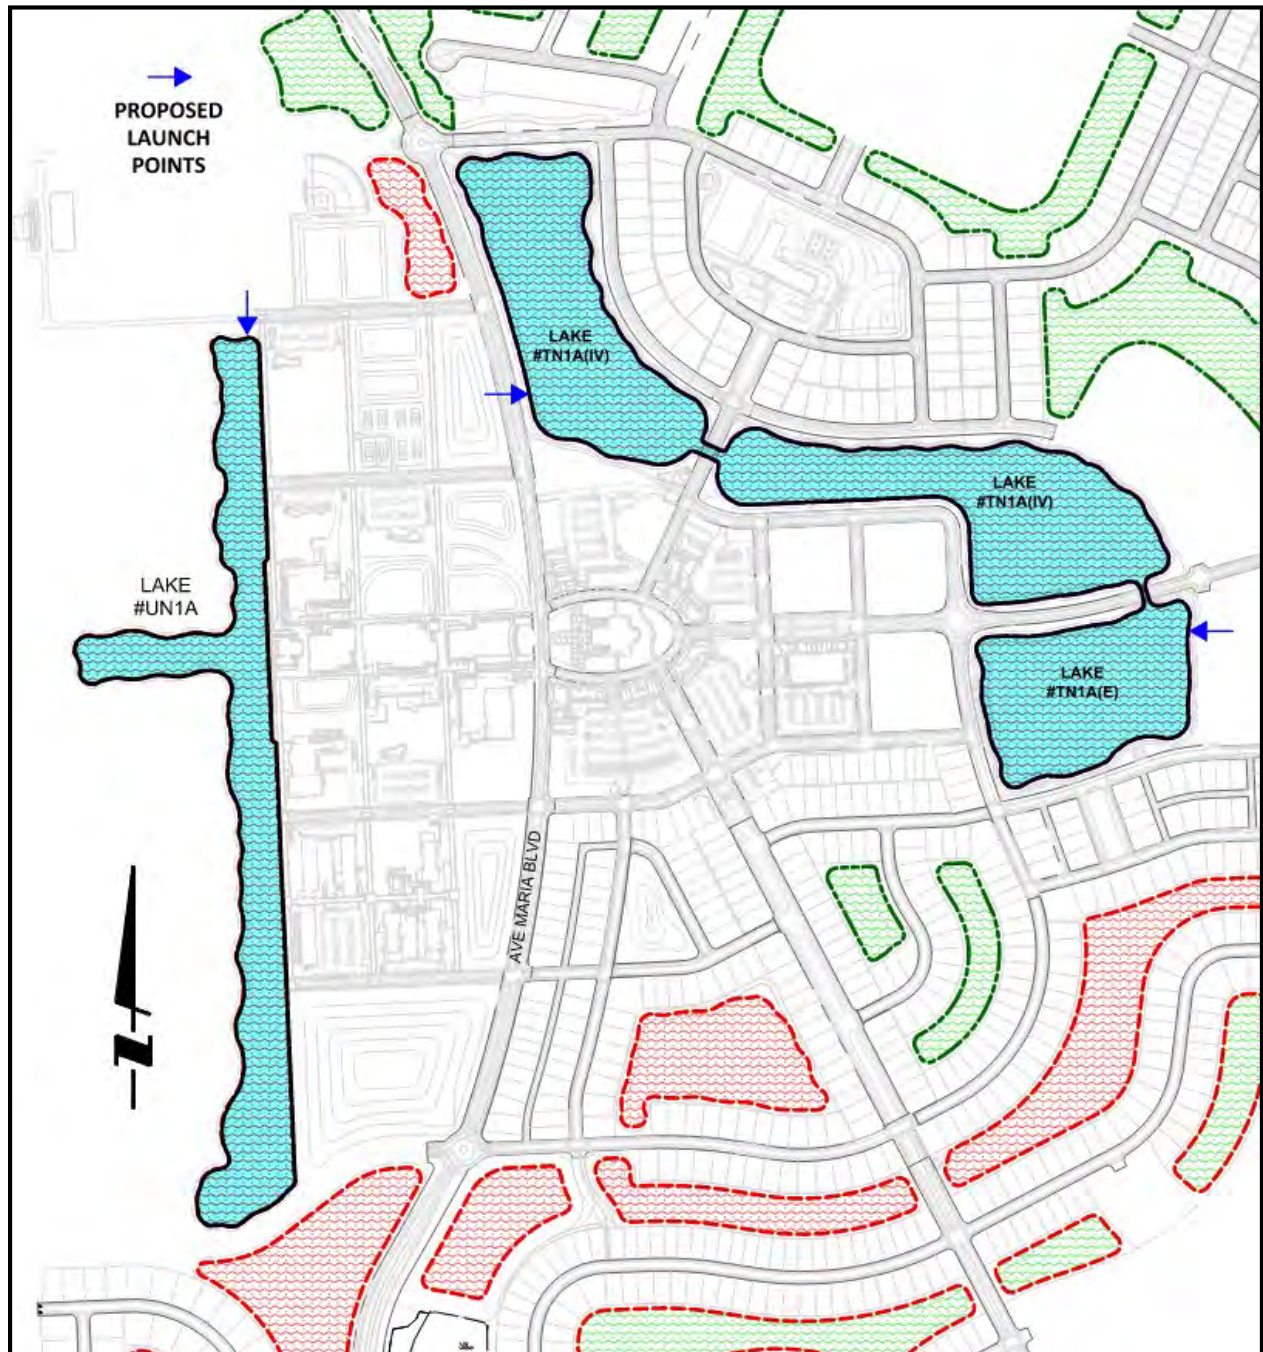 PROPOSED
LAUNCH
POINTS
LAKE
#TN1A(IV)
LAKE
#TN1A(IV)
LAKE
#UN1A
LAKE
#TN1A(E)
AVE MARIA BLVD
N